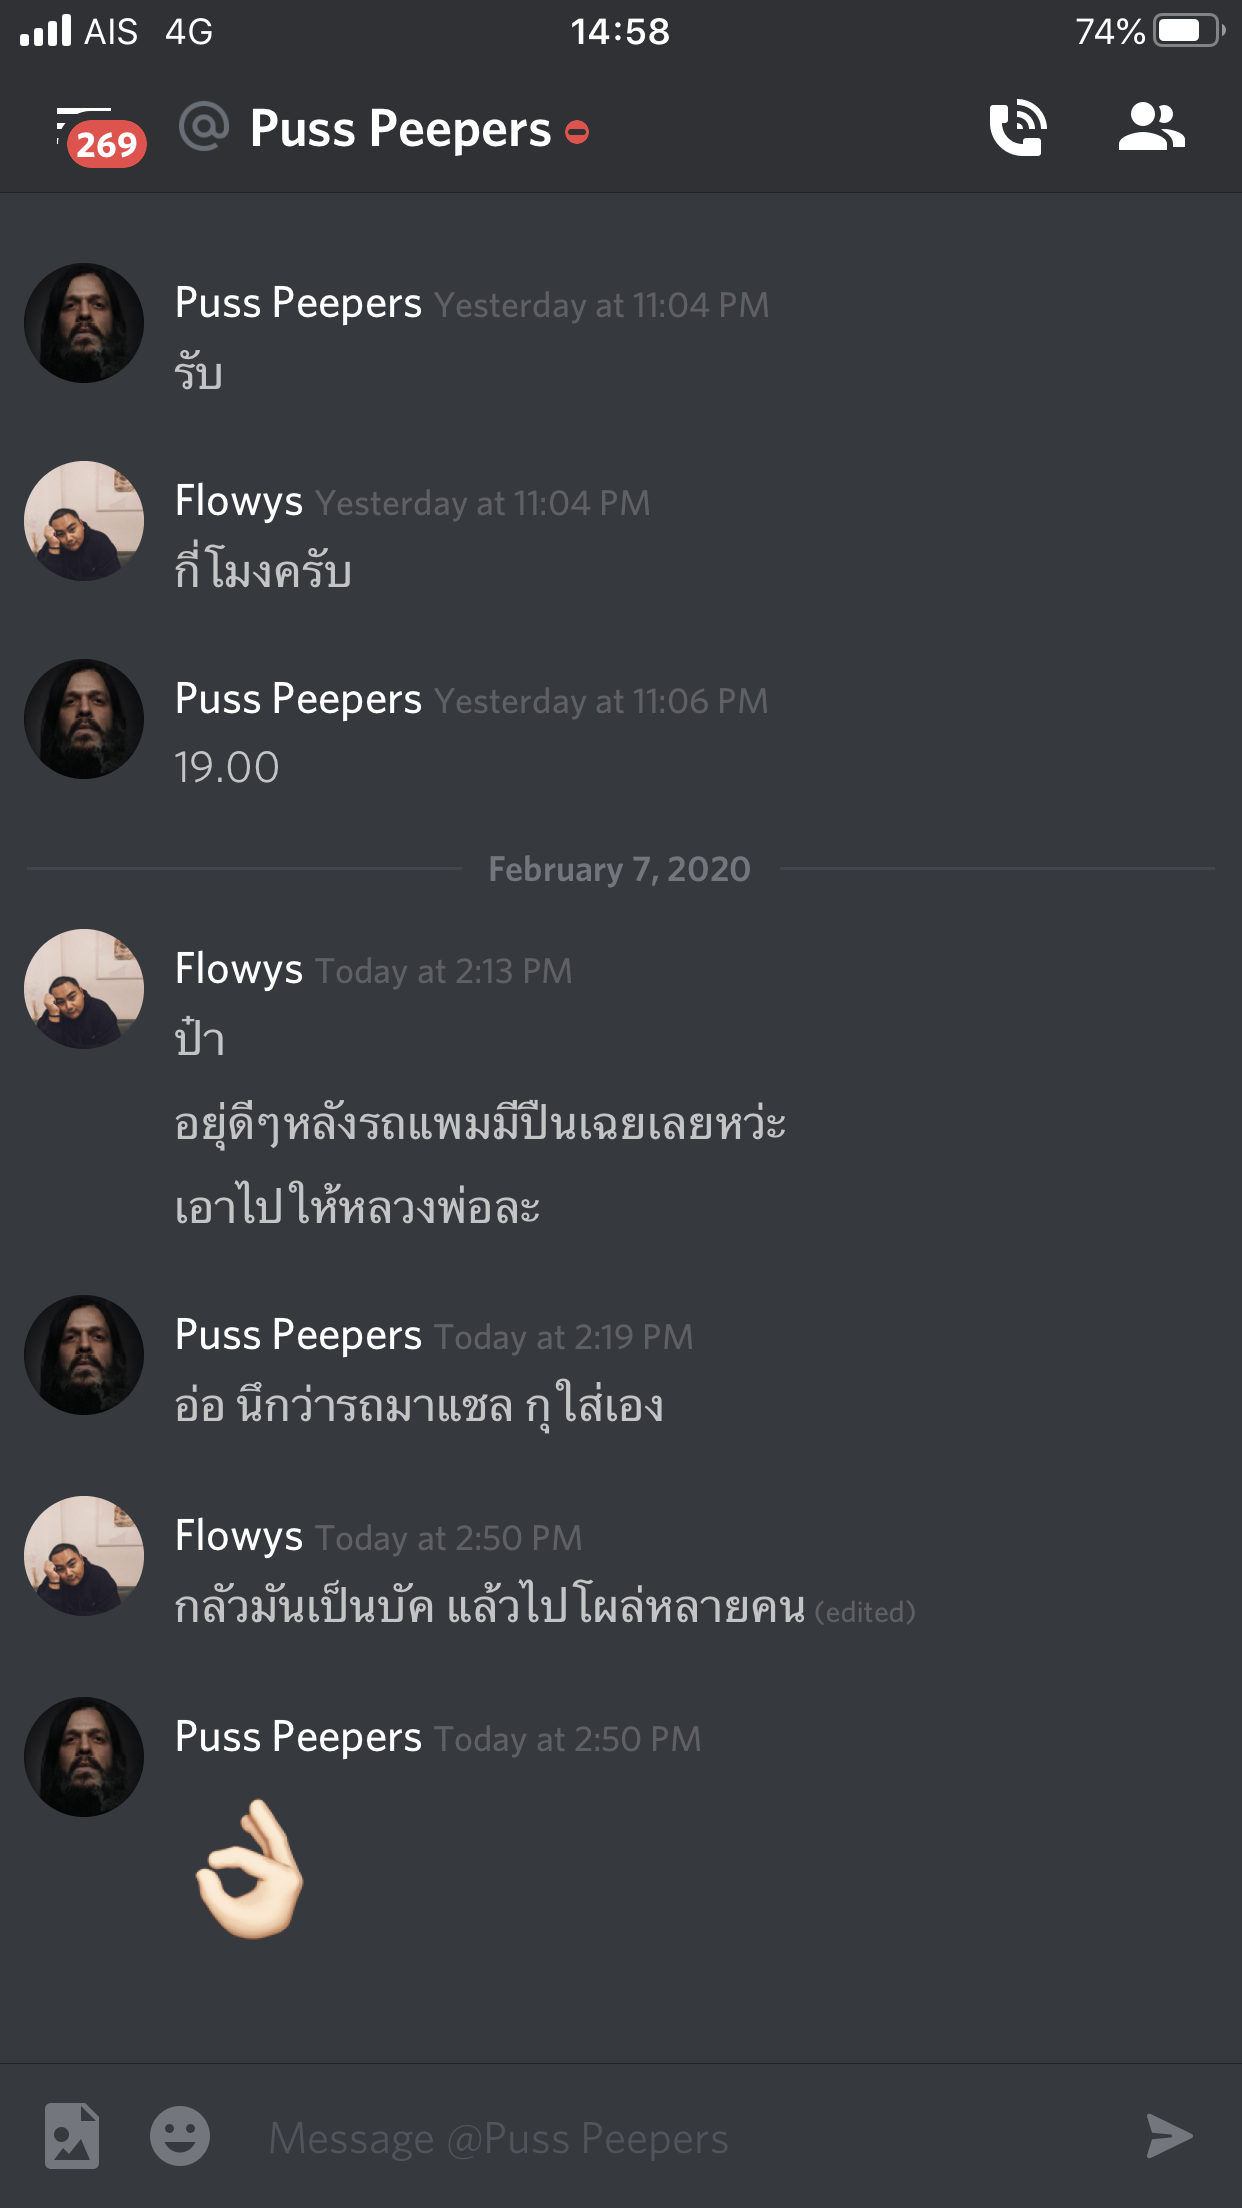 AIS 4G
14:58
74%
269
@ Puss Peepers
Puss Peepers Yesterday at 11:04 PM
รับ
Flowys Yesterday at 11:04 PM
กี่โมงครับ
Puss Peepers Yesterday at 11:06 PM
19.00
February 7, 2020
Flowys Today at 2:13 PM
ป๋า
อยุ่ดีๆหลังรถแพมมีปืนเฉยเลยหว่ะ
เอาไปให้หลวงพ่อละ
Puss Peepers Today at 2:19 PM
อ่อ นึกว่ารถมาแชล กุใส่เอง
Flowys Today at 2:50 PM
กลัวมันเป็นบัค แล้วไปโผล่หลายคน (edited)
Puss Peepers Today at 2:50 PM
👌🏻
Message @Puss Peepers